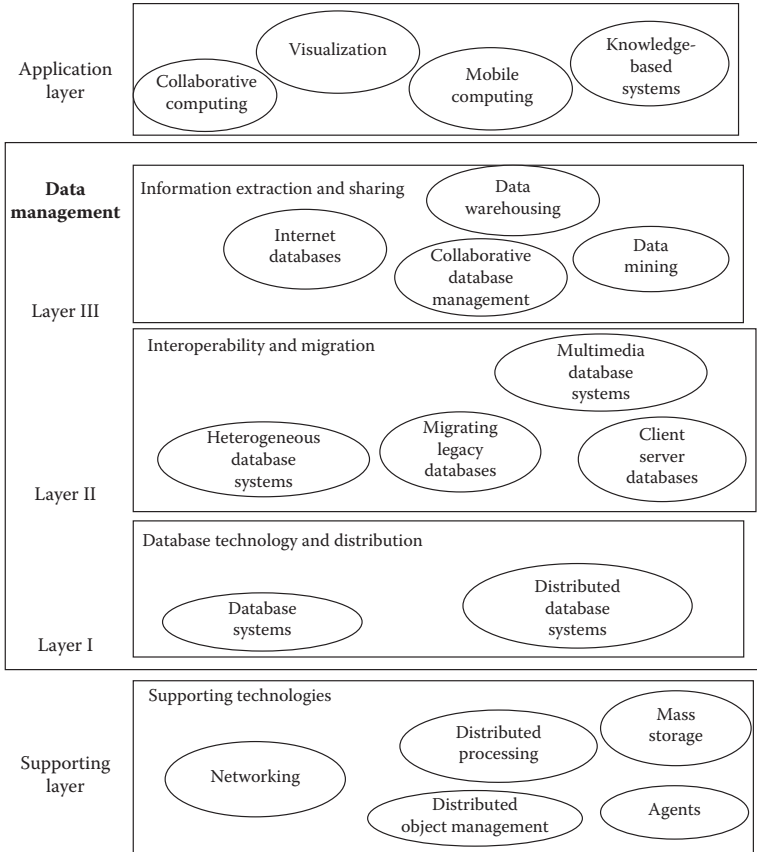 Application
layer
Collaborative
computing
Visualization
Mobile
computing
Knowledge-
based
systems
Data
management
Layer III
Information extraction and sharing
Internet
databases
Data
warehousing
Collaborative
database
management
Data
mining
Layer II
Interoperability and migration
Heterogeneous
database
systems
Migrating
legacy
databases
Multimedia
database
systems
Client
server
databases
Layer I
Database technology and distribution
Database
systems
Distributed
database
systems
Supporting
layer
Supporting technologies
Networking
Distributed
processing
Distributed
object management
Mass
storage
Agents